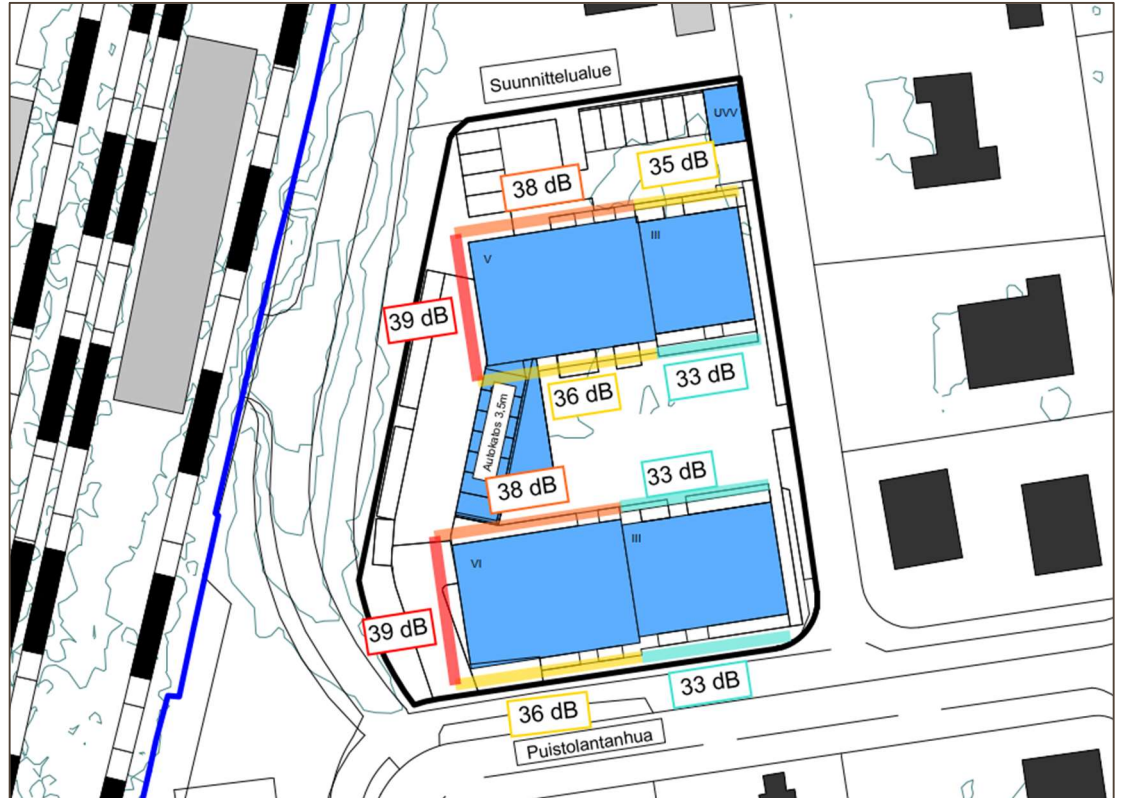 Suunnittelualue
UVV
35 dB
38 dB
III
V
39 dB
36 dB
33 dB
Autokatos 3,5m
38 dB
33 dB
III
VI
39 dB
33 dB
36 dB
Puistolantanhua